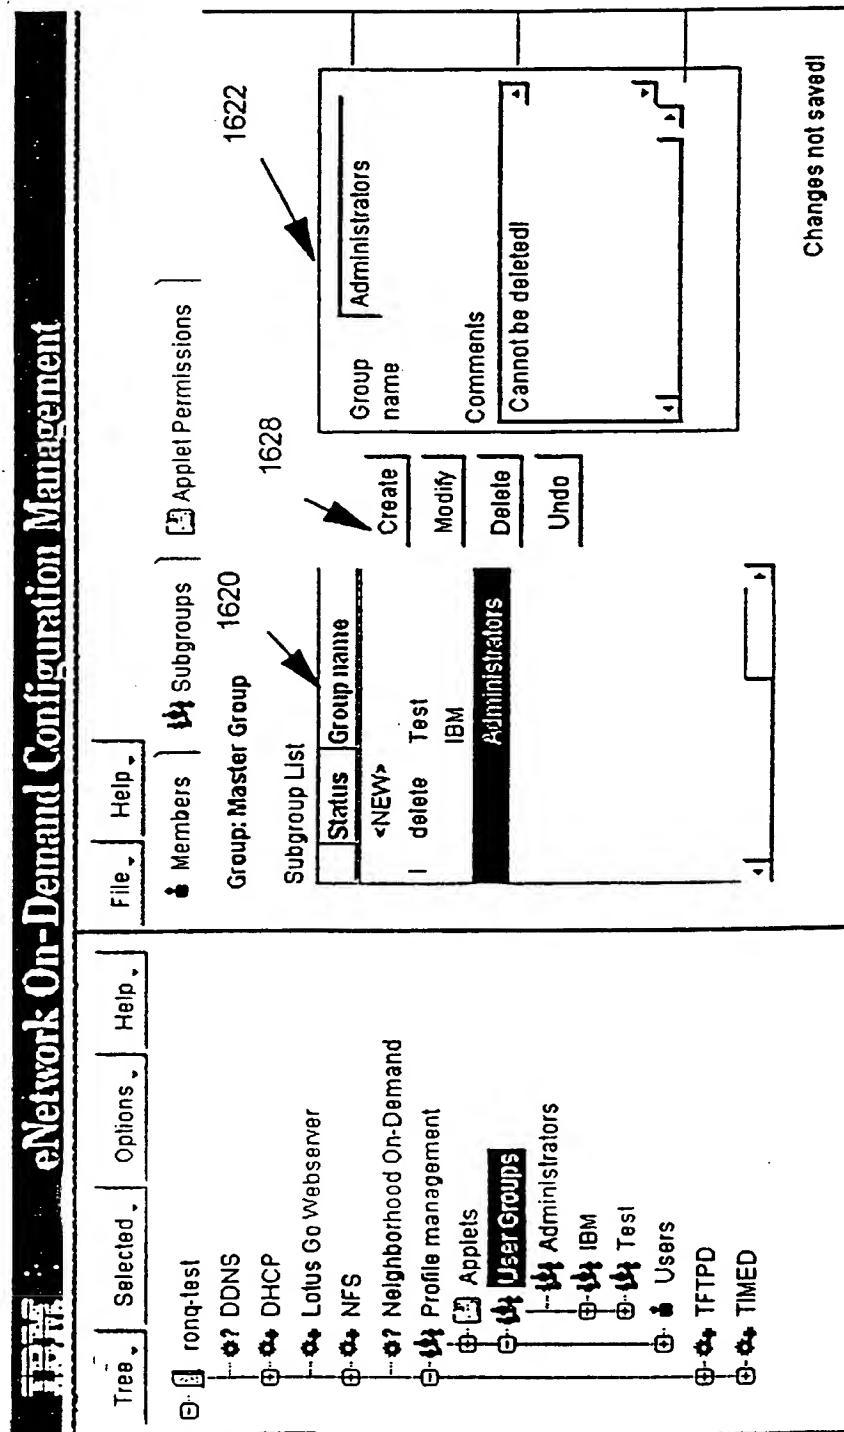 IBM eNetwork On-Demand Configuration Management
Tree Selected Options Help
ronq-test
? DDNS
DHCP
Lotus Go Webserver
NFS
? Neighborhood On-Demand
Profile management
Applets
User Groups
Administrators
IBM
Test
Users
TFTPD
TIMED
File Help
Members Subgroups Applet Permissions
Group: Master Group
1620
Subgroup List
Status Group name
<NEW>
delete Test
IBM
Administrators
1628
Create
Modify
Delete
Undo
1622
Group
name
Administrators
Comments
Cannot be deleted!
Changes not saved!